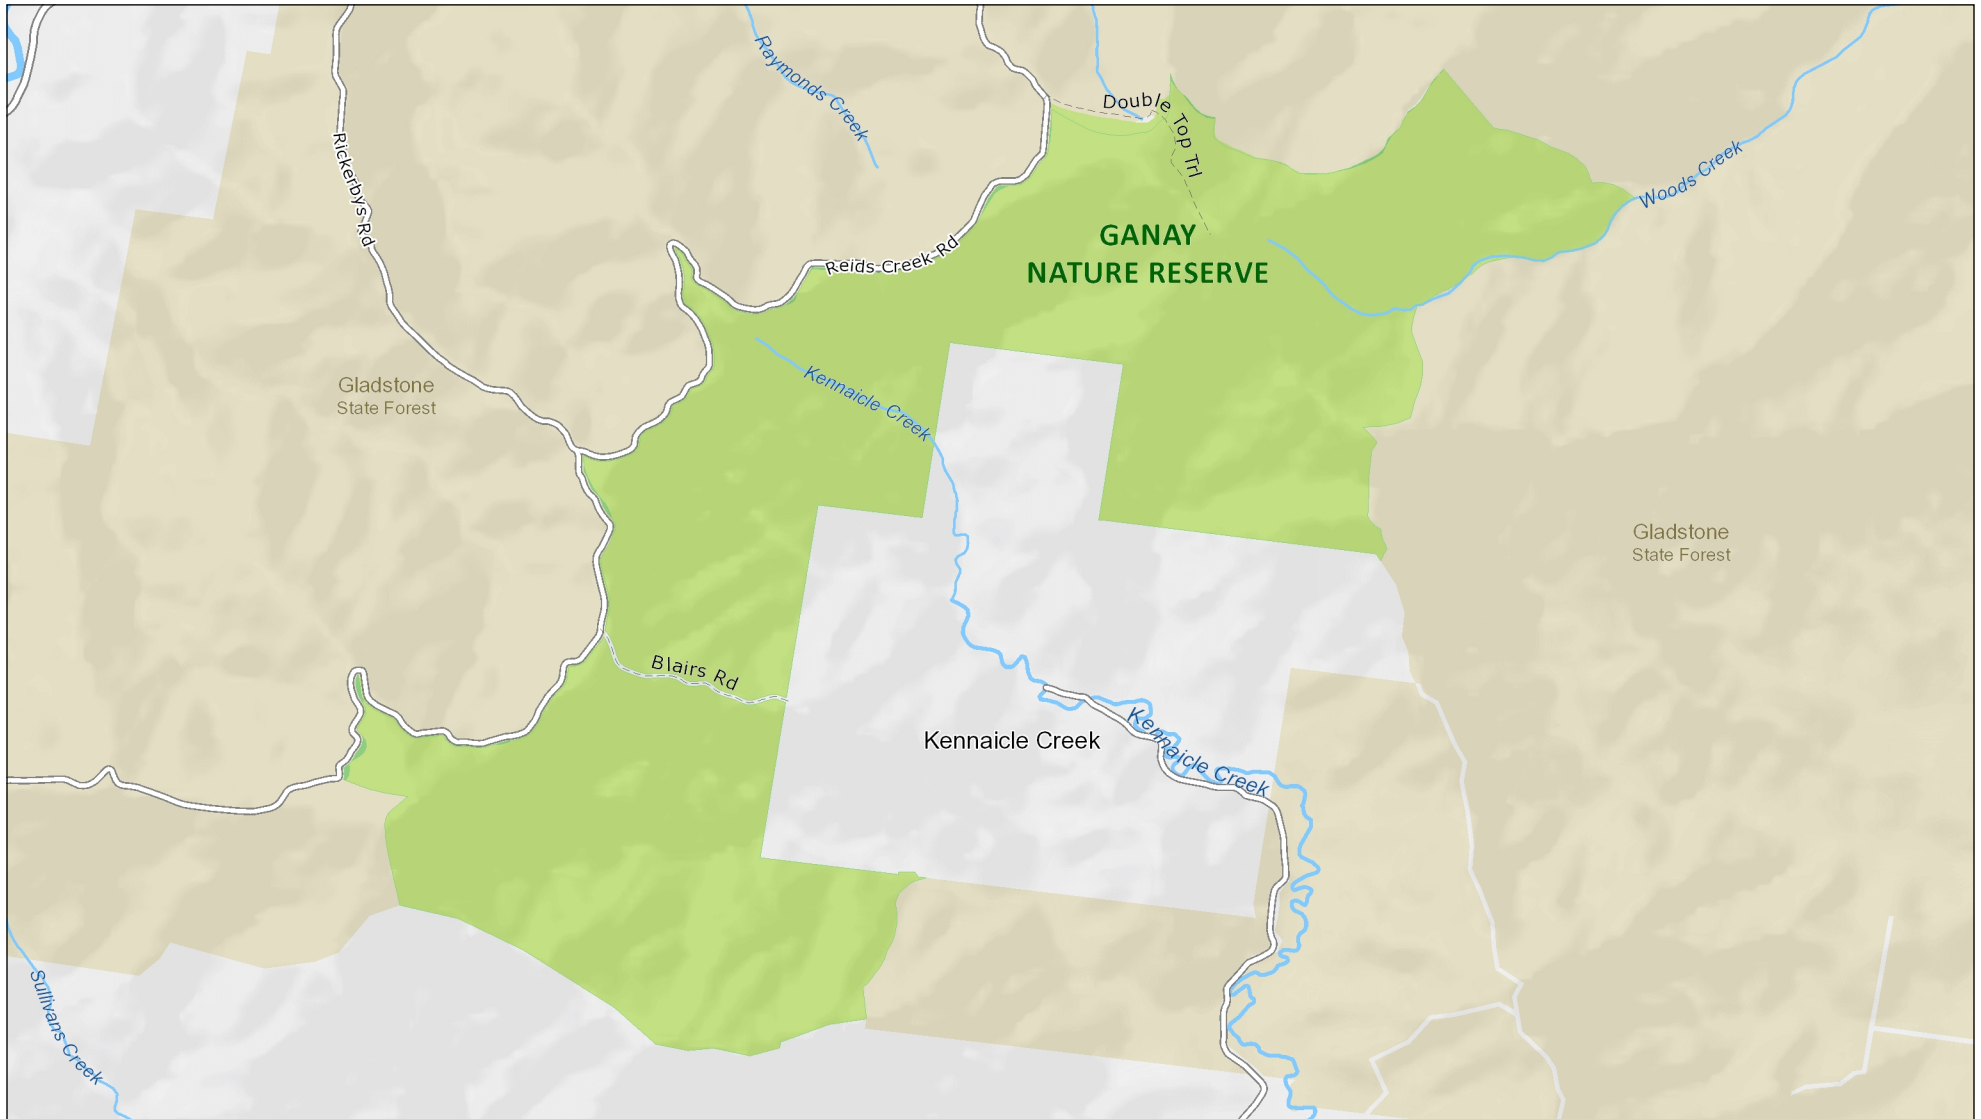 Raymonds Creek
Double Top Trl
Rickerbys Rd
Woods Creek
GANAY
NATURE RESERVE
Reids Creek Rd
Gladstone
State Forest
Kennaicle Creek
Gladstone
State Forest
Blairs Rd
Kennaicle Creek
Kennaicle Creek
Sullivans Creek